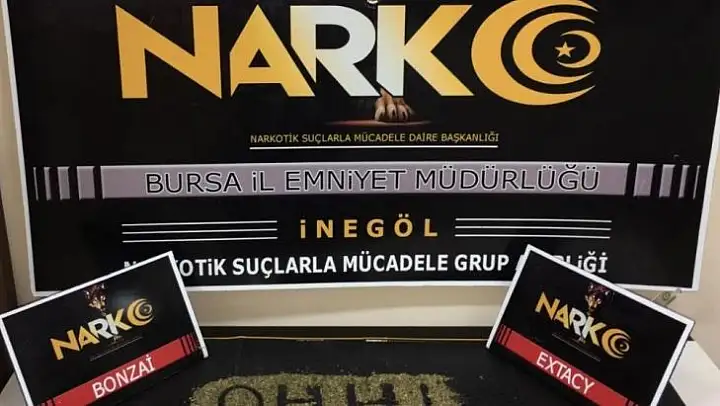 NARKO
NARKOTİK SUÇLARLA MÜCADELE DAİRE BAŞKANLIĞI
BURSA İL EMNİYET MÜDÜRLÜĞÜ
İNEGÖL
SUÇLARLA MÜCADELE GRUP
NARKO
BONZAİ
NARKO
EXTACY